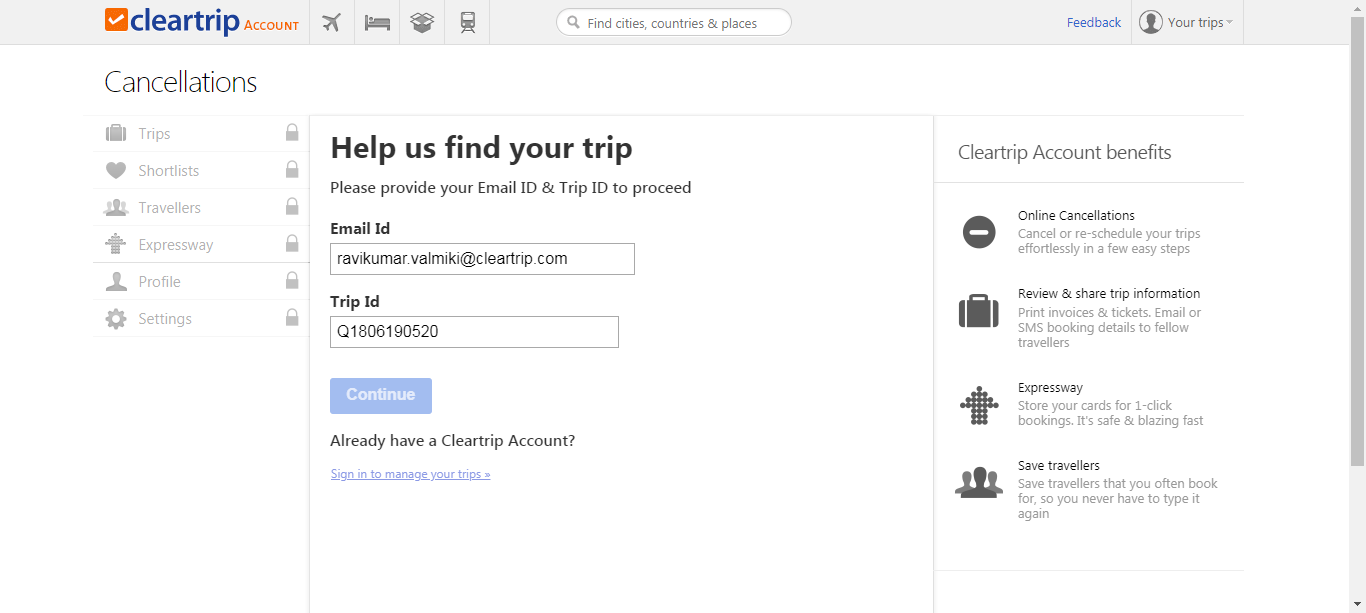 cleartrip ACCOUNT
Find cities, countries & places
Feedback
Your trips
Cancellations
Trips
Shortlists
Travellers
Expressway
Profile
Settings
Help us find your trip
Please provide your Email ID & Trip ID to proceed
Email Id
ravikumar.valmiki@cleartrip.com
Trip Id
Q1806190520
Continue
Already have a Cleartrip Account?
Sign in to manage your trips »
Cleartrip Account benefits
Online Cancellations
Cancel or re-schedule your trips
effortlessly in a few easy steps
Review & share trip information
Print invoices & tickets. Email or
SMS booking details to fellow
travellers
Expressway
Store your cards for 1-click
bookings. It's safe & blazing fast
Save travellers
Save travellers that you often book
for, so you never have to type it
again